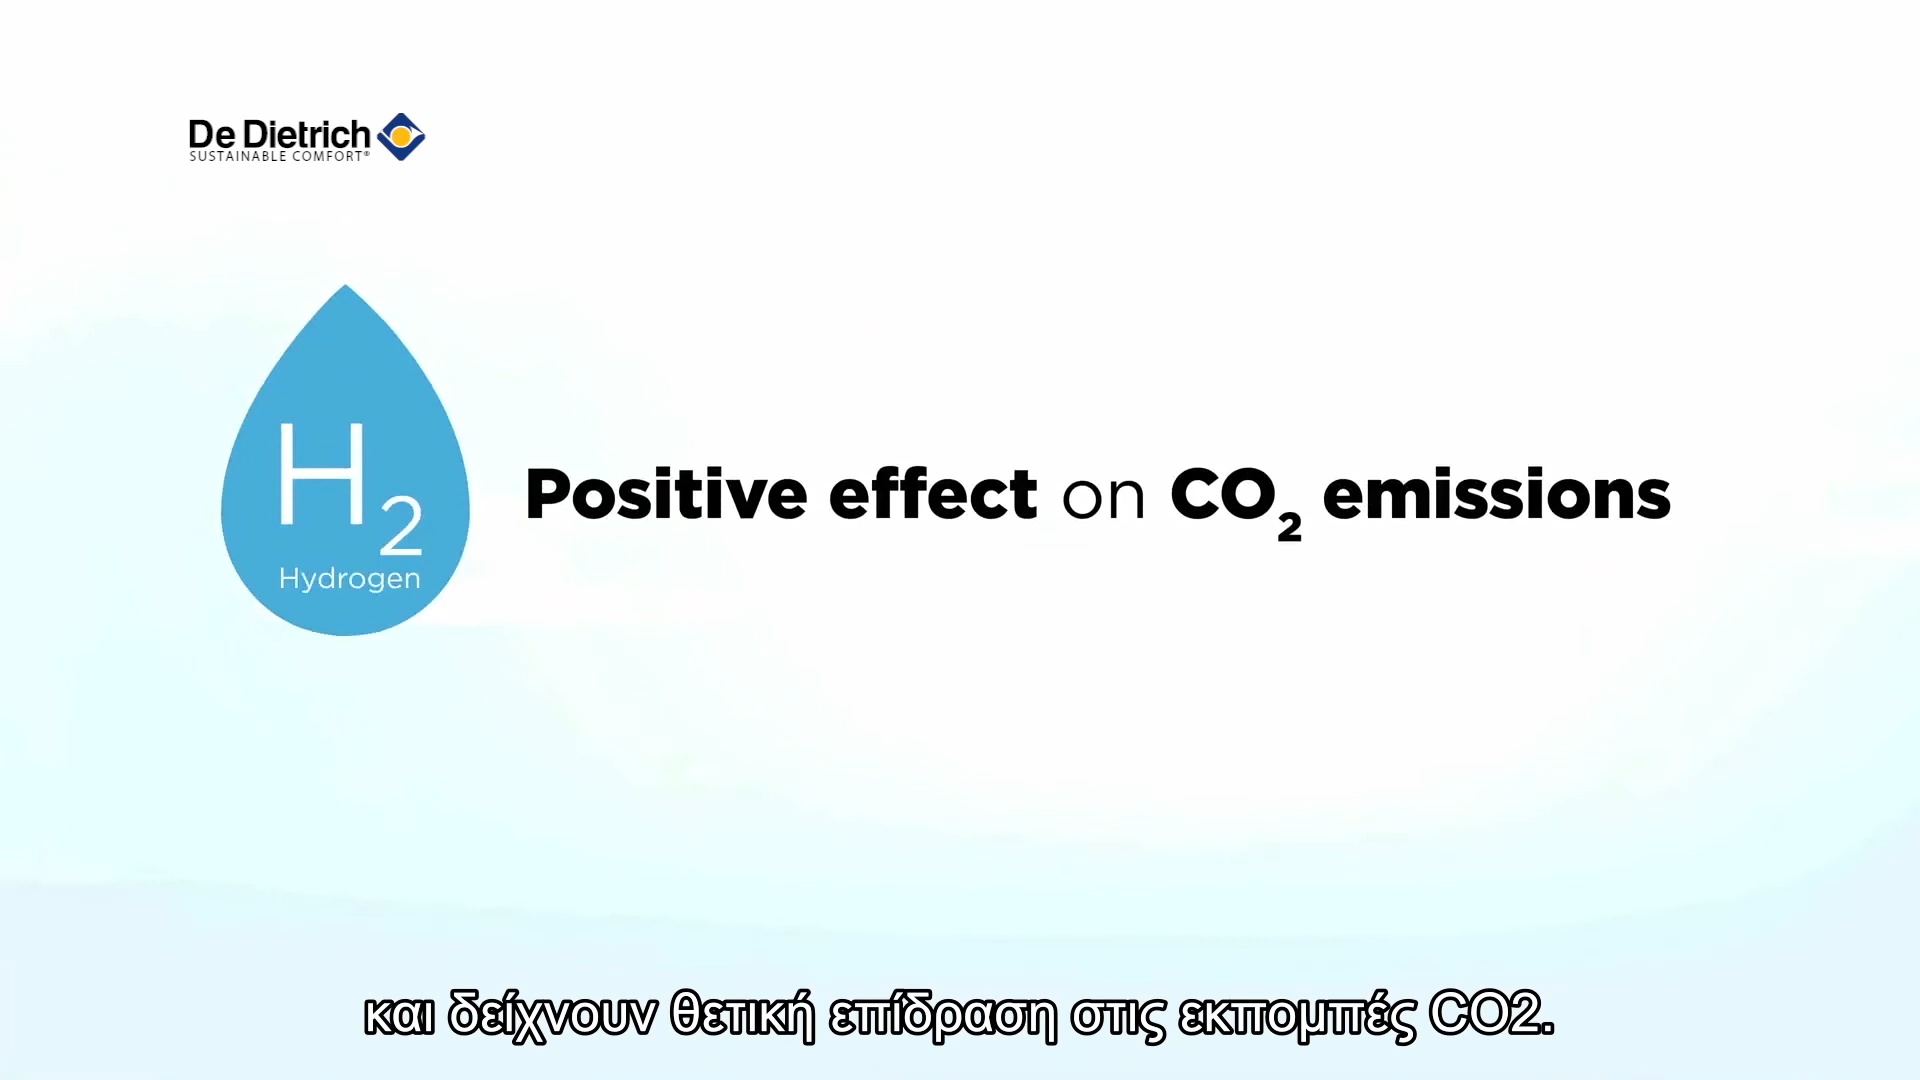 De Dietrich
SUSTAINABLE COMFORT®
H₂
Hydrogen
Positive effect on CO₂ emissions
και δείχνουν θετική επίδραση στις εκπομπές CO2.